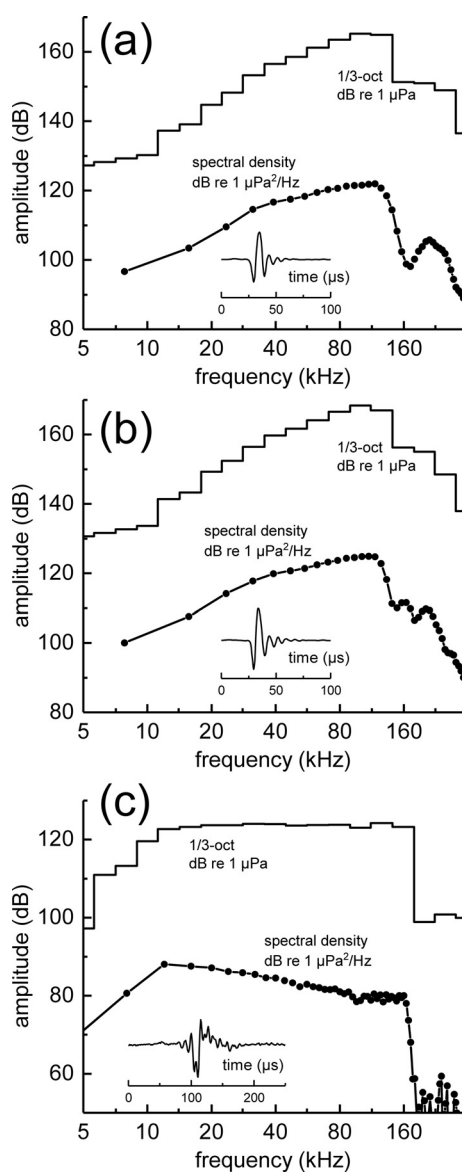 (a)
160
140
120
100
80
amplitude (dB)
1/3-oct
dB re 1 µPa
spectral density
dB re 1 µPa²/Hz
time (µs)
0 50 100
5 10 20 40 80 160
frequency (kHz)
(b)
160
140
120
100
80
amplitude (dB)
1/3-oct
dB re 1 µPa
spectral density
dB re 1 µPa²/Hz
time (µs)
0 50 100
5 10 20 40 80 160
frequency (kHz)
(c)
120
100
80
60
amplitude (dB)
1/3-oct
dB re 1 µPa
spectral density
dB re 1 µPa²/Hz
time (µs)
0 100 200
5 10 20 40 80 160
frequency (kHz)